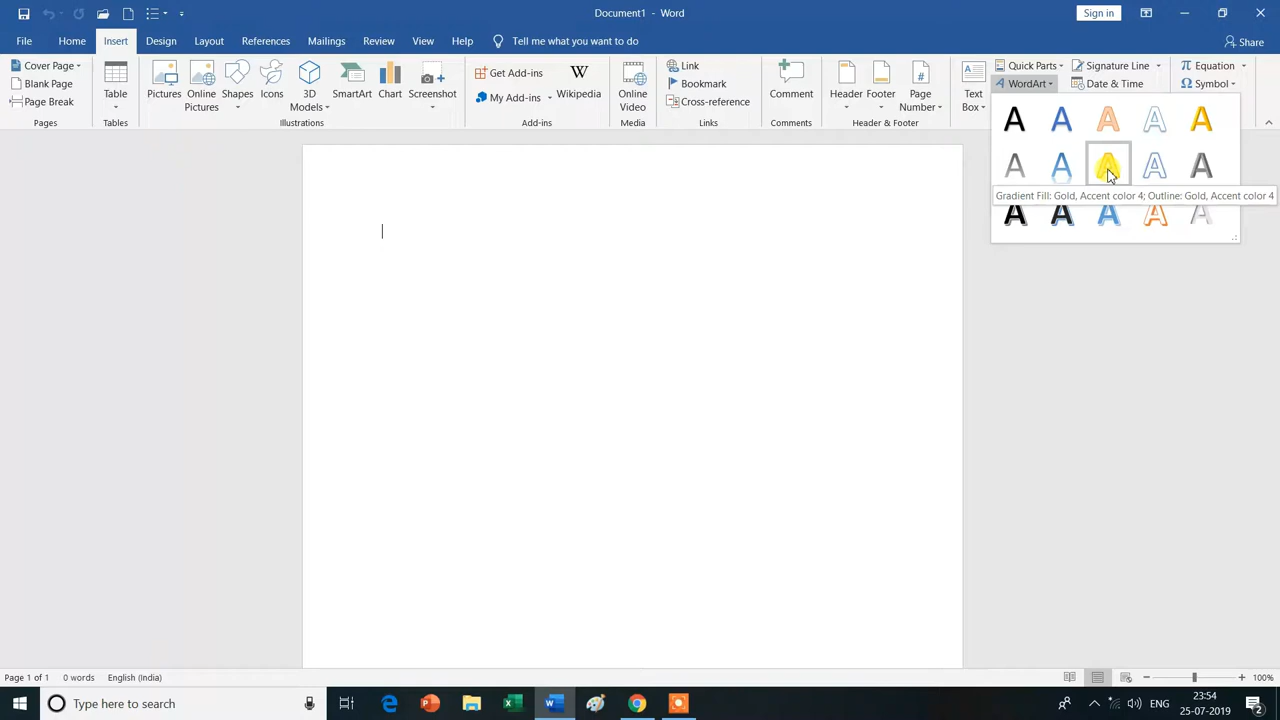 Document1 - Word
Sign in
File Home Insert Design Layout References Mailings Review View Help Tell me what you want to do Share
Cover Page
Blank Page
Page Break
Pages
Table
Tables
Pictures
Online Pictures
Shapes
Icons
3D Models
SmartArt
Chart
Screenshot
Illustrations
Get Add-ins
My Add-ins
Wikipedia
Add-ins
Online Video
Media
Link
Bookmark
Cross-reference
Links
Comment
Comments
Header
Footer
Page Number
Header & Footer
Text Box
Quick Parts
WordArt
Signature Line
Date & Time
Equation
Symbol
A A A A A
A A A A A
Gradient Fill: Gold, Accent color 4; Outline: Gold, Accent color 4
A A A A A
Page 1 of 1 0 words English (India) 100%
Type here to search
ENG
23:54
25-07-2019
2